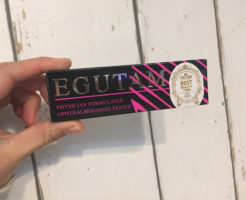 EGUTAM
PHYSICIAN FORMULATED
OPHTHALMOLOGIST TESTED
BEST